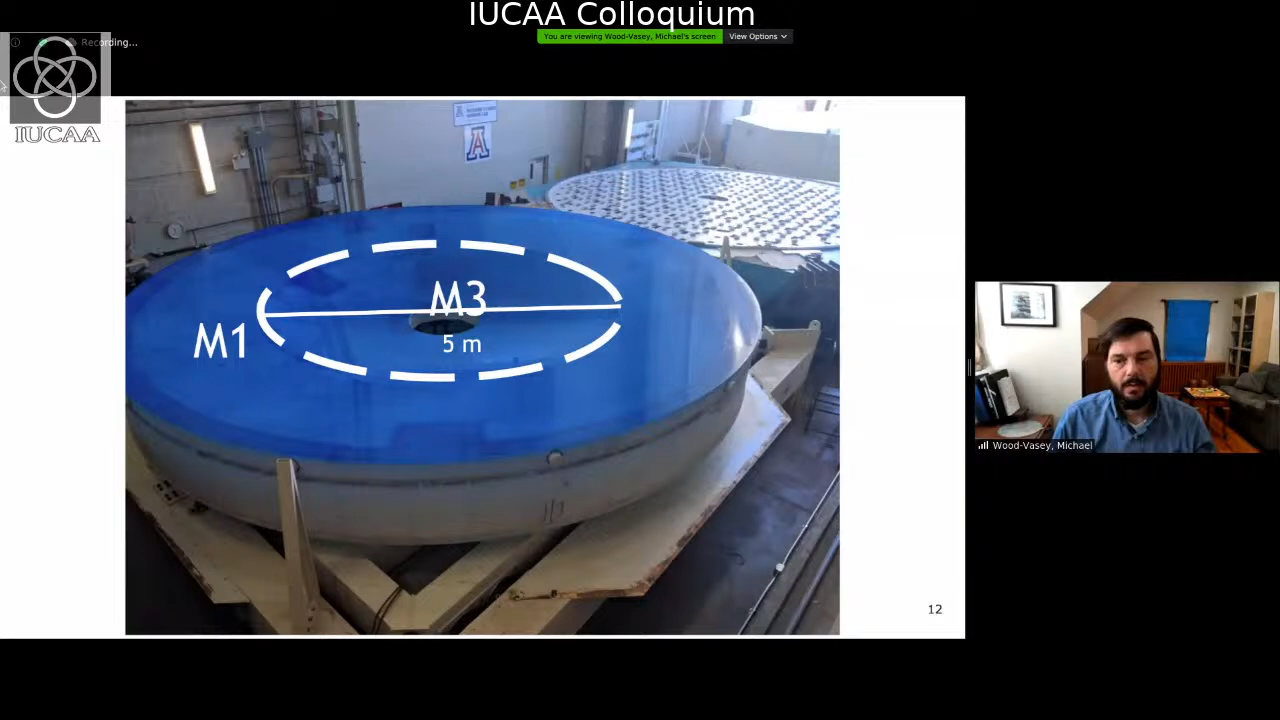 IUCAA Colloquium
You are viewing Wood-Vasey, Michael's screen
View Options
Recording...
IUCAA
A
M3
M1
5 m
12
Wood-Vasey, Michael